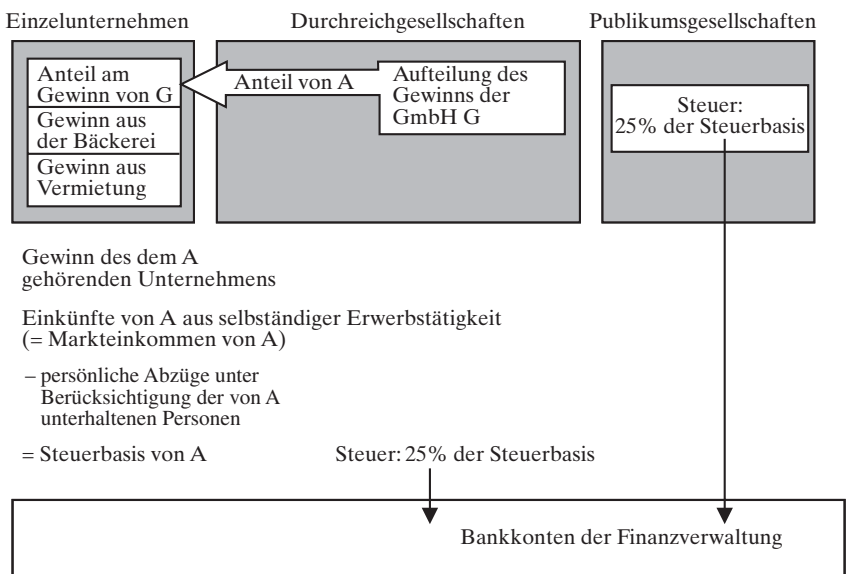 Einzelunternehmen
Durchreichgesellschaften
Publikumsgesellschaften
Anteil am
Gewinn von G
Gewinn aus
der Bäckerei
Gewinn aus
Vermietung
Anteil von A
Aufteilung des
Gewinns der
GmbH G
Steuer:
25% der Steuerbasis
Gewinn des dem A
gehörenden Unternehmens
Einkünfte von A aus selbständiger Erwerbstätigkeit
(= Markteinkommen von A)
– persönliche Abzüge unter
Berücksichtigung der von A
unterhaltenen Personen
= Steuerbasis von A
Steuer: 25% der Steuerbasis
Bankkonten der Finanzverwaltung